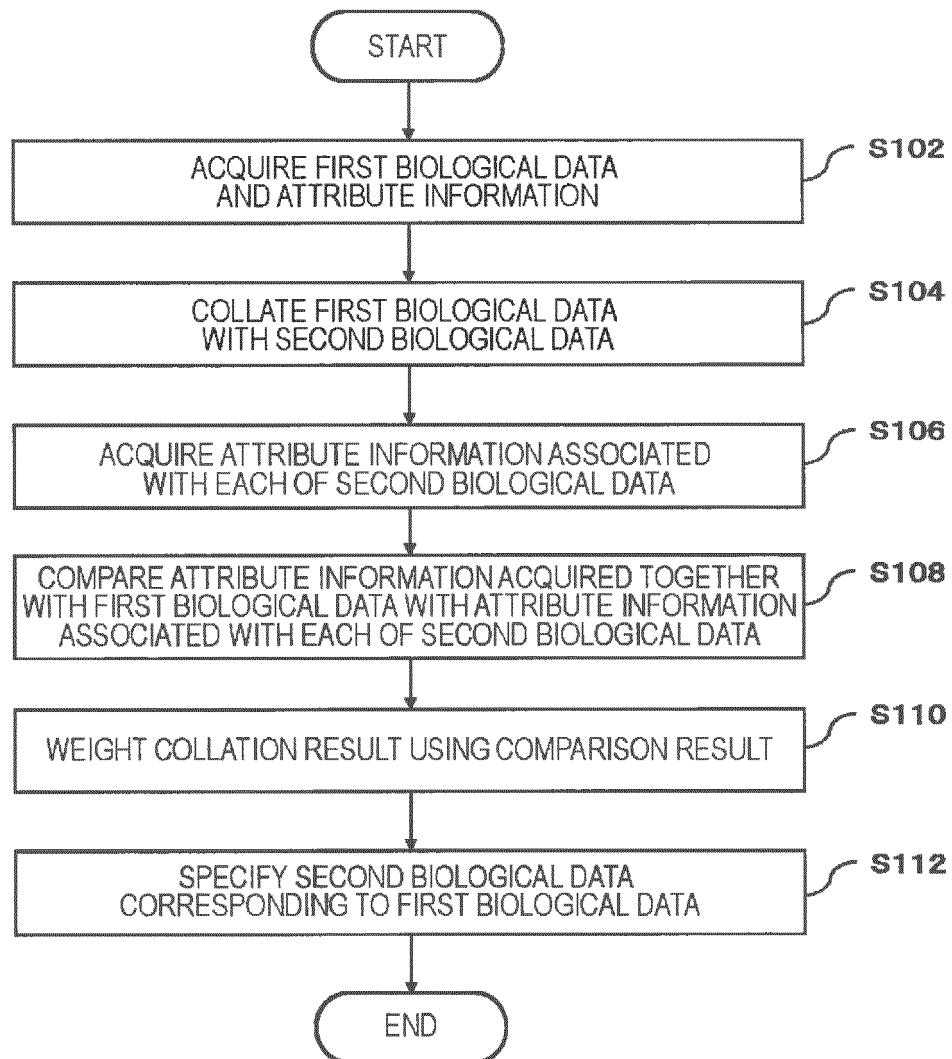 START
S102
ACQUIRE FIRST BIOLOGICAL DATA
AND ATTRIBUTE INFORMATION
S104
COLLATE FIRST BIOLOGICAL DATA
WITH SECOND BIOLOGICAL DATA
S106
ACQUIRE ATTRIBUTE INFORMATION ASSOCIATED
WITH EACH OF SECOND BIOLOGICAL DATA
S108
COMPARE ATTRIBUTE INFORMATION ACQUIRED TOGETHER
WITH FIRST BIOLOGICAL DATA WITH ATTRIBUTE INFORMATION
ASSOCIATED WITH EACH OF SECOND BIOLOGICAL DATA
S110
WEIGHT COLLATION RESULT USING COMPARISON RESULT
S112
SPECIFY SECOND BIOLOGICAL DATA
CORRESPONDING TO FIRST BIOLOGICAL DATA
END